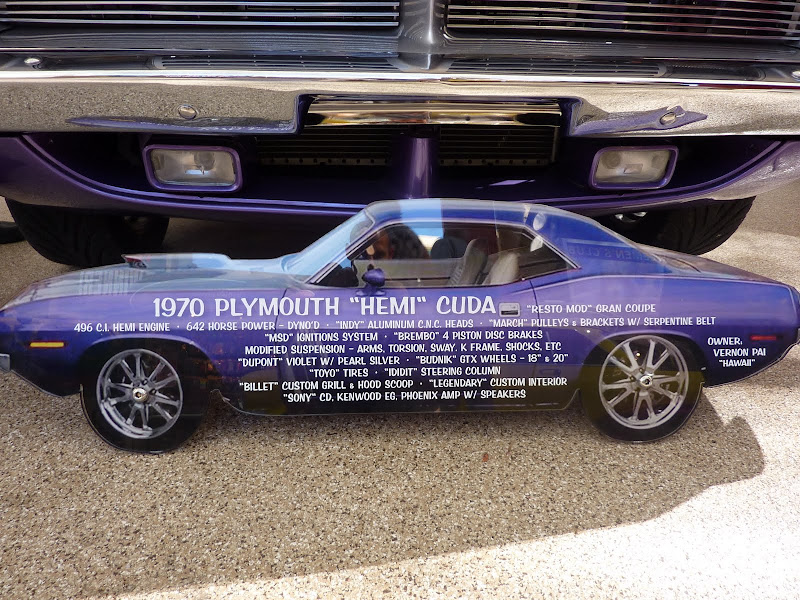 1970 PLYMOUTH "HEMI" CUDA · "RESTO MOD" GRAN COUPE
496 C.I. HEMI ENGINE · 642 HORSE POWER - DYNO'D · "INDY" ALUMINUM C.N.C. HEADS · "MARCH" PULLEYS & BRACKETS W/ SERPENTINE BELT
"MSD" IGNITIONS SYSTEM · "BREMBO" 4 PISTON DISC BRAKES
MODIFIED SUSPENSION - ARMS, TORSION, SWAY, K FRAME, SHOCKS, ETC
"DUPONT" VIOLET W/ PEARL SILVER · "BUDNIK" GTX WHEELS - 18" & 20"
"TOYO" TIRES · "IDIDIT" STEERING COLUMN
"BILLET" CUSTOM GRILL & HOOD SCOOP · "LEGENDARY" CUSTOM INTERIOR
"SONY" CD, KENWOOD EG, PHOENIX AMP W/ SPEAKERS
OWNER:
VERNON PAI
"HAWAII"